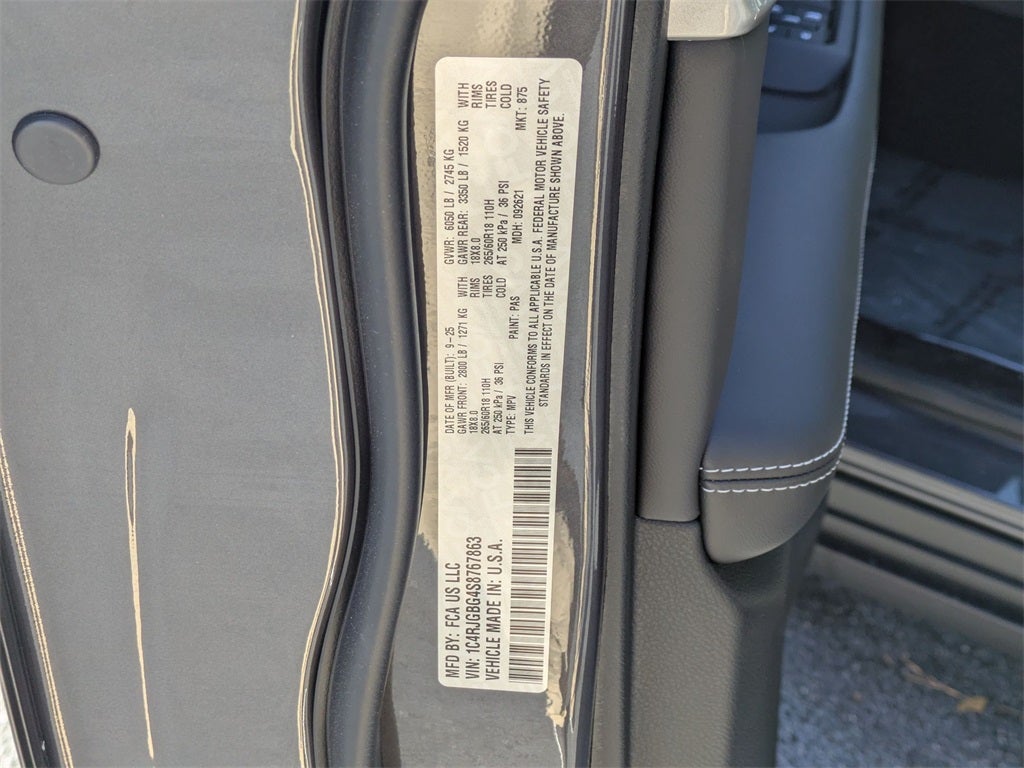 MFD BY: FCA US LLC
VIN: 1C4RJGBG4S8767863
VEHICLE MADE IN: U.S.A.
DATE OF MFR (BUILT): 9-25 GVWR: 6050 LB / 2745 KG WITH
GAWR FRONT: 2800 LB / 1271 KG WITH GAWR REAR: 3350 LB / 1520 KG RIMS
18X8.0 RIMS 18X8.0 TIRES
265/60R18 110H TIRES 265/60R18 110H COLD
AT 250 kPa / 36 PSI COLD AT 250 kPa / 36 PSI
TYPE: MPV PAINT: PAS MDH: 092621 MKT: 875
THIS VEHICLE CONFORMS TO ALL APPLICABLE U.S.A. FEDERAL MOTOR VEHICLE SAFETY
STANDARDS IN EFFECT ON THE DATE OF MANUFACTURE SHOWN ABOVE.